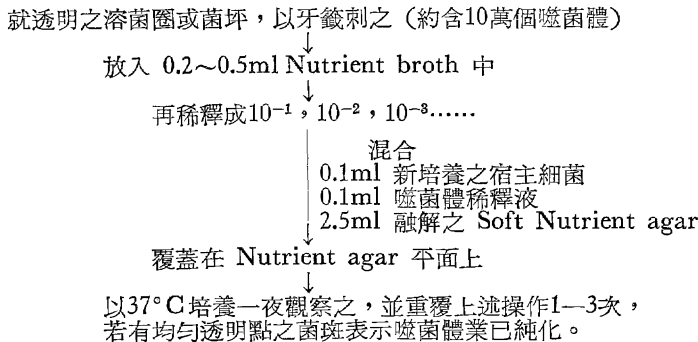 就透明之溶菌圈或菌坪，以牙籤刺之（約含10萬個噬菌體）
放入 0.2～0.5ml Nutrient broth 中
再稀釋成10⁻¹，10⁻²，10⁻³……
混合
0.1ml 新培養之宿主細菌
0.1ml 噬菌體稀釋液
2.5ml 融解之 Soft Nutrient agar
覆蓋在 Nutrient agar 平面上
以37°C培養一夜觀察之，並重覆上述操作1—3次，
若有均勻透明點之菌斑表示噬菌體業已純化。